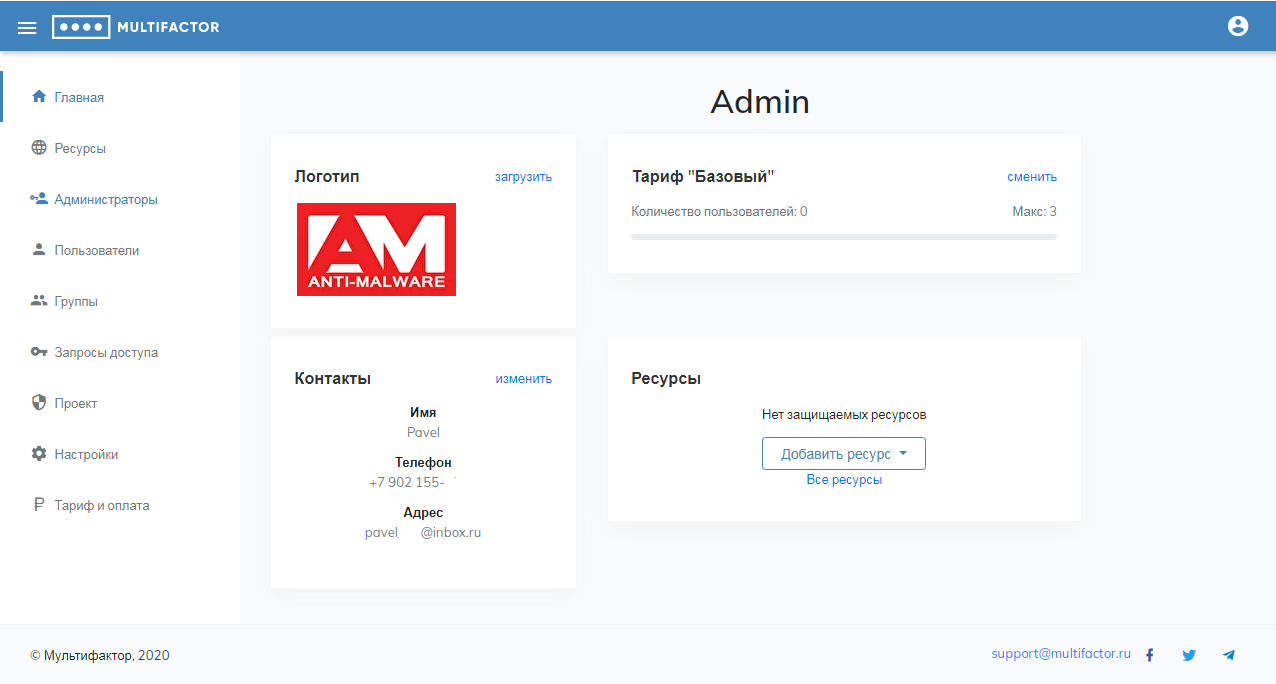 MULTIFACTOR
Главная
Ресурсы
Администраторы
Пользователи
Группы
Запросы доступа
Проект
Настройки
Тариф и оплата
Admin
Логотип загрузить
AM
ANTI-MALWARE
Тариф "Базовый" сменить
Количество пользователей: 0 Макс: 3
Контакты изменить
Имя
Pavel
Телефон
+7 902 155-
Адрес
pavel @inbox.ru
Ресурсы
Нет защищаемых ресурсов
Добавить ресурс
Все ресурсы
© Мультифактор, 2020 support@multifactor.ru